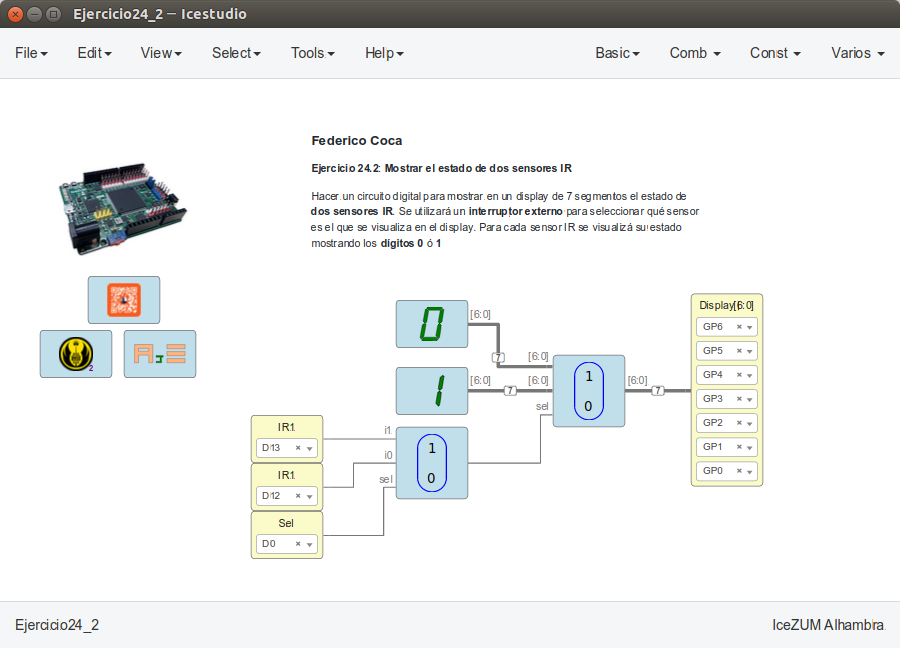 Ejercicio24_2 — Icestudio
File Edit View Select Tools Help Basic Comb Const Varios
Federico Coca
Ejercicio 24.2: Mostrar el estado de dos sensores IR
Hacer un circuito digital para mostrar en un display de 7 segmentos el estado de
dos sensores IR. Se utilizará un interruptor externo para seleccionar qué sensor
es el que se visualiza en el display. Para cada sensor IR se visualizá su estado
mostrando los dígitos 0 ó 1
0
[6:0]
7
1
[6:0]
7
[6:0]
[6:0]
sel
1
0
[6:0]
7
Display[6:0]
GP6
GP5
GP4
GP3
GP2
GP1
GP0
IR1
D13
IR1
D12
Sel
D0
i1
i0
sel
1
0
2
Ejercicio24_2
IceZUM Alhambra